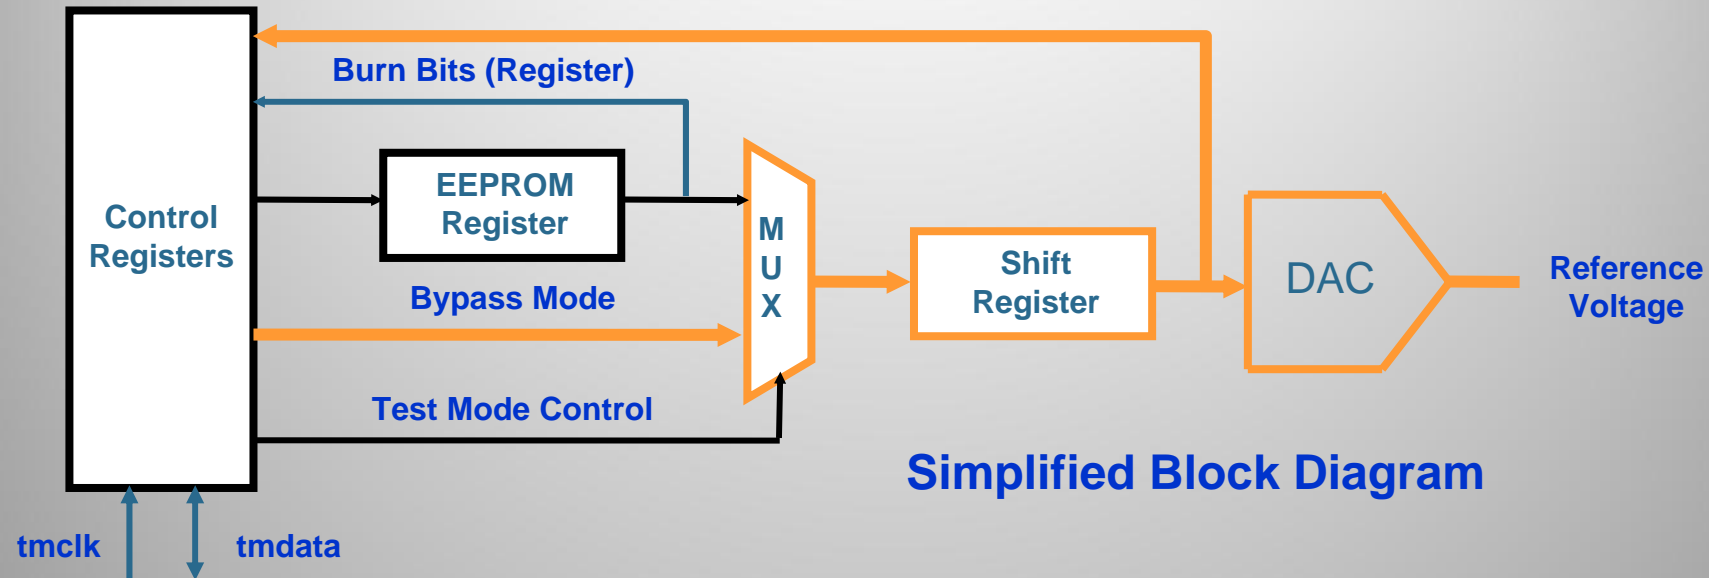 Burn Bits (Register)
EEPROM
Register
Control
Registers
M
U
X
Shift
Register
DAC
Reference
Voltage
Bypass Mode
Test Mode Control
Simplified Block Diagram
tmclk
tmdata